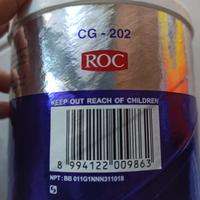 CG - 202
ROC
KEEP OUT REACH OF CHILDREN
8 994122 009863
NPT : BB 011G1NNN311018